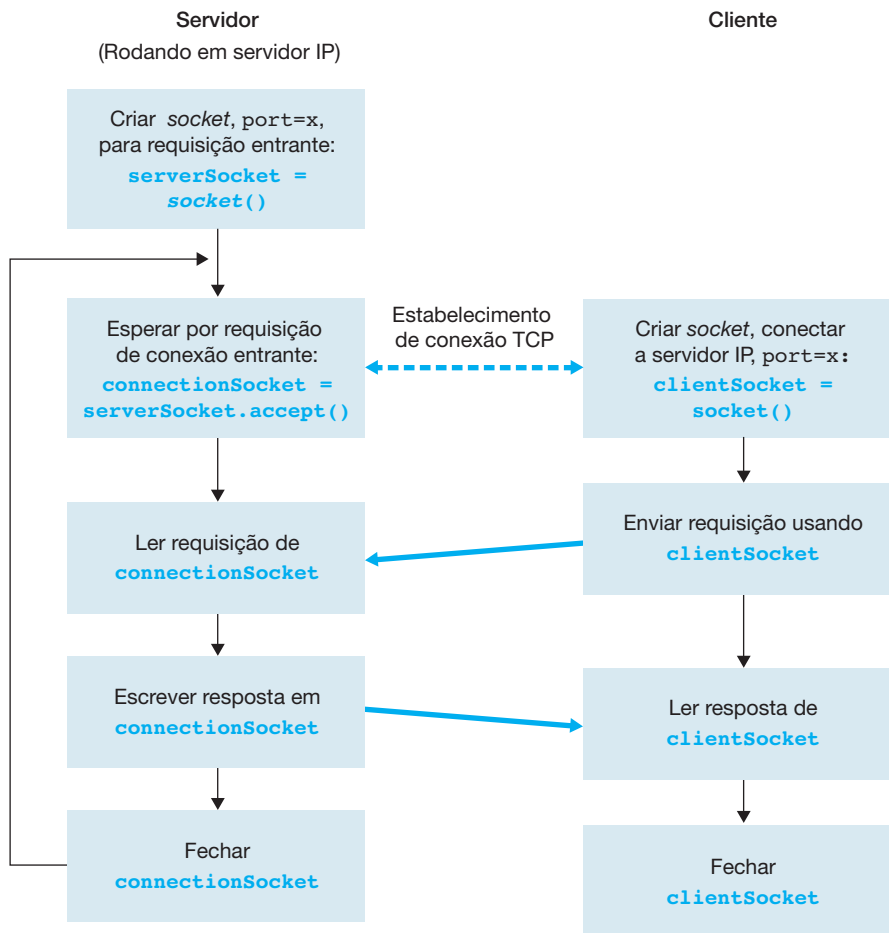 Servidor
(Rodando em servidor IP)
Cliente
Criar socket, port=x,
para requisição entrante:
serverSocket =
socket()
Esperar por requisição
de conexão entrante:
connectionSocket =
serverSocket.accept()
Estabelecimento
de conexão TCP
Criar socket, conectar
a servidor IP, port=x:
clientSocket =
socket()
Ler requisição de
connectionSocket
Enviar requisição usando
clientSocket
Escrever resposta em
connectionSocket
Ler resposta de
clientSocket
Fechar
connectionSocket
Fechar
clientSocket